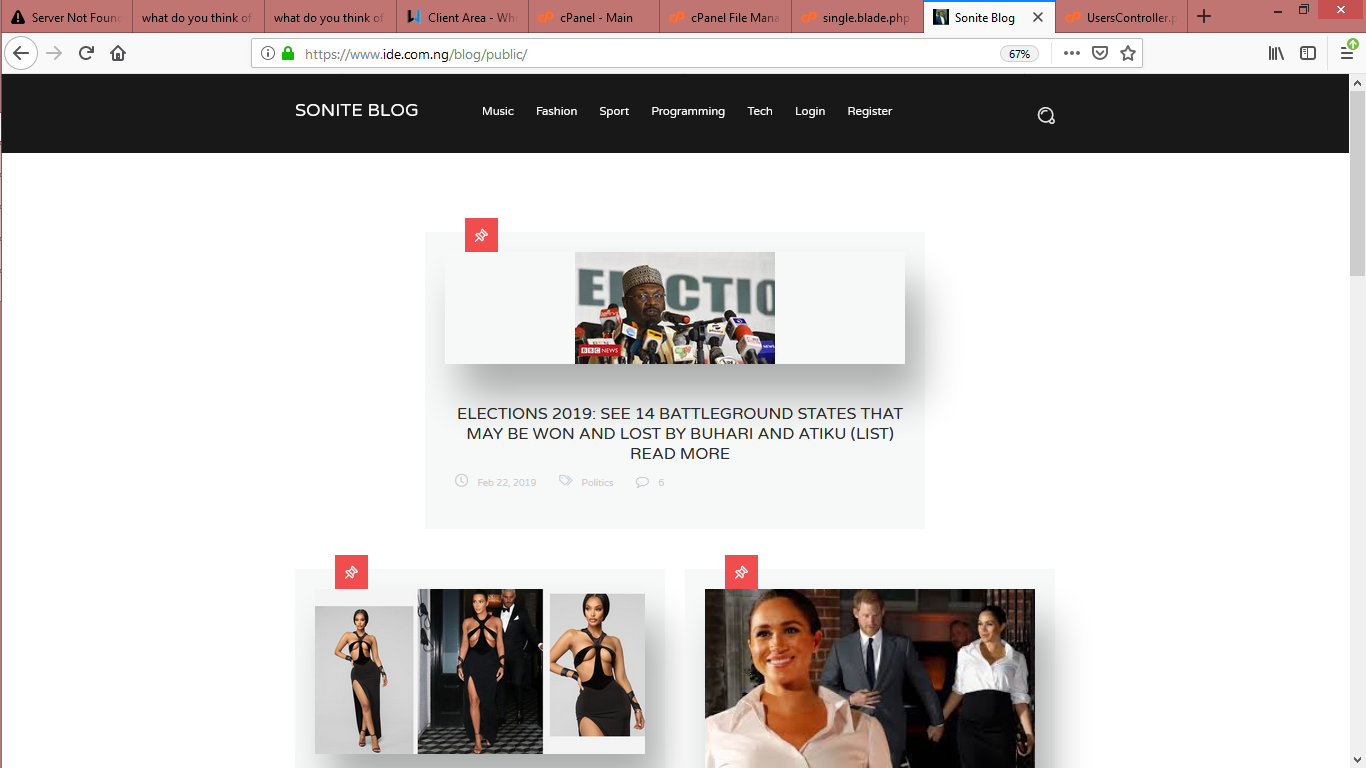 Server Not Found
what do you think of
what do you think of
Client Area - Wh
cPanel - Main
cPanel File Mana
single.blade.php
Sonite Blog
UsersController.p
https://www.ide.com.ng/blog/public/
67%
SONITE BLOG
Music Fashion Sport Programming Tech Login Register
ELECTIO
BBC NEWS
ELECTIONS 2019: SEE 14 BATTLEGROUND STATES THAT
MAY BE WON AND LOST BY BUHARI AND ATIKU (LIST)
READ MORE
Feb 22, 2019 Politics 6